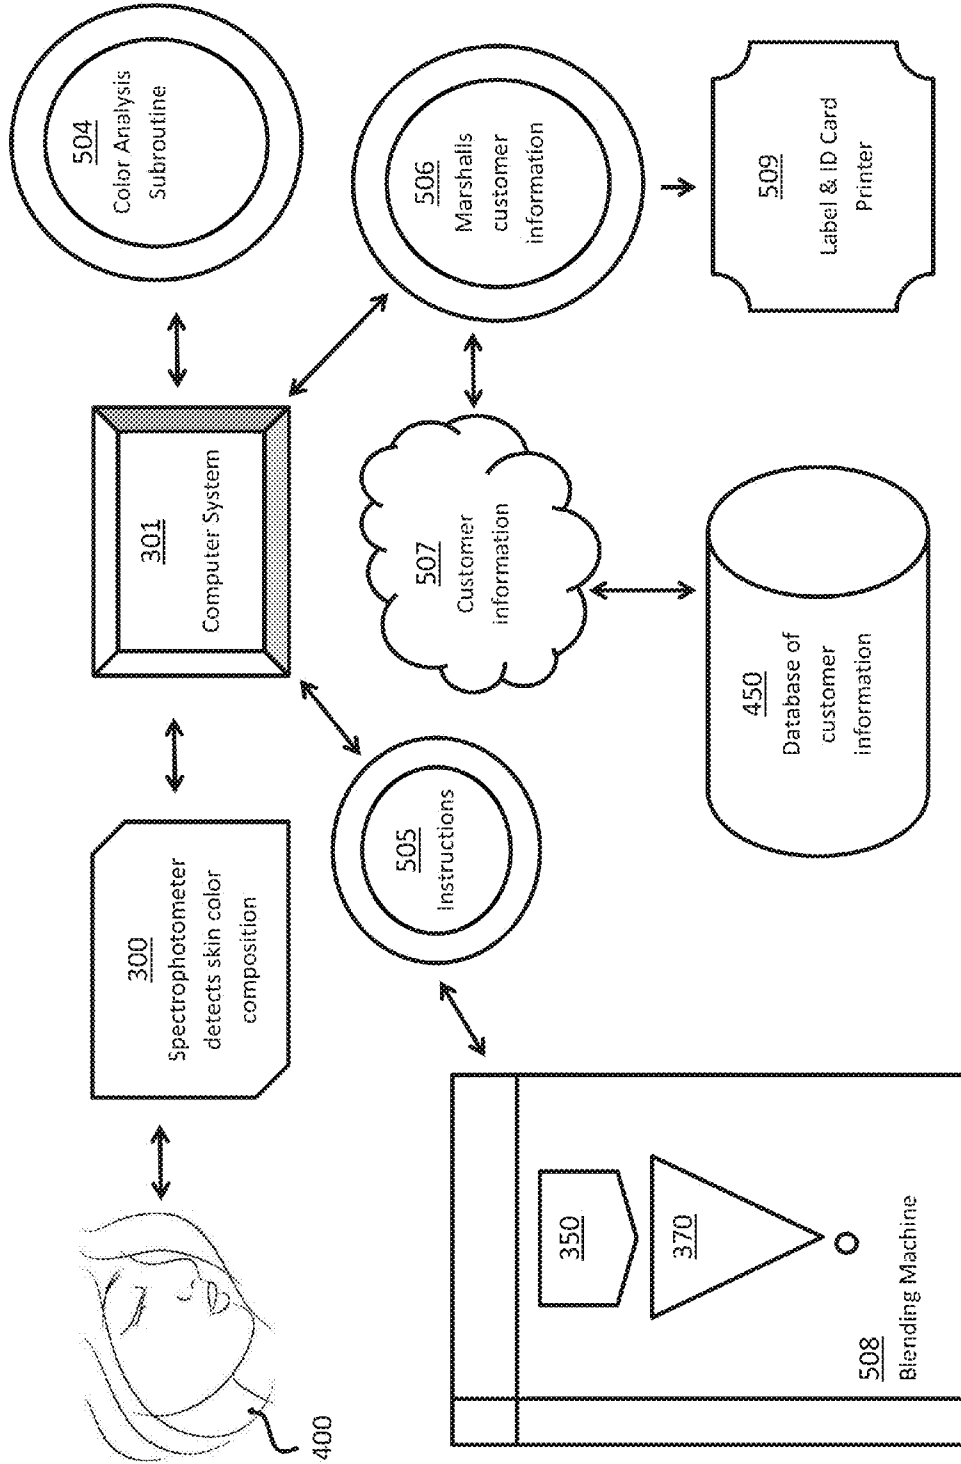 400
300
Spectrophotometer
detects skin color
composition
301
Computer System
504
Color Analysis
Subroutine
505
Instructions
507
Customer
information
506
Marshalls
customer
information
350
370
508
Blending Machine
450
Database of
customer
information
509
Label & ID Card
Printer